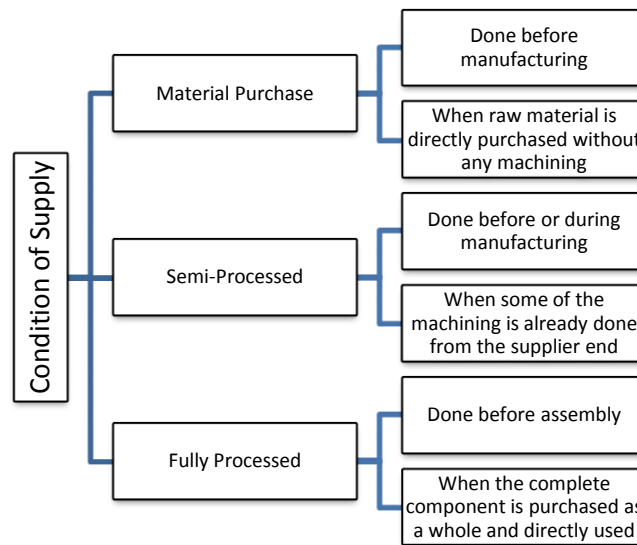 Condition of Supply
Material Purchase
Done before
manufacturing
When raw material is
directly purchased without
any machining
Semi-Processed
Done before or during
manufacturing
When some of the
machining is already done
from the supplier end
Fully Processed
Done before assembly
When the complete
component is purchased as
a whole and directly used